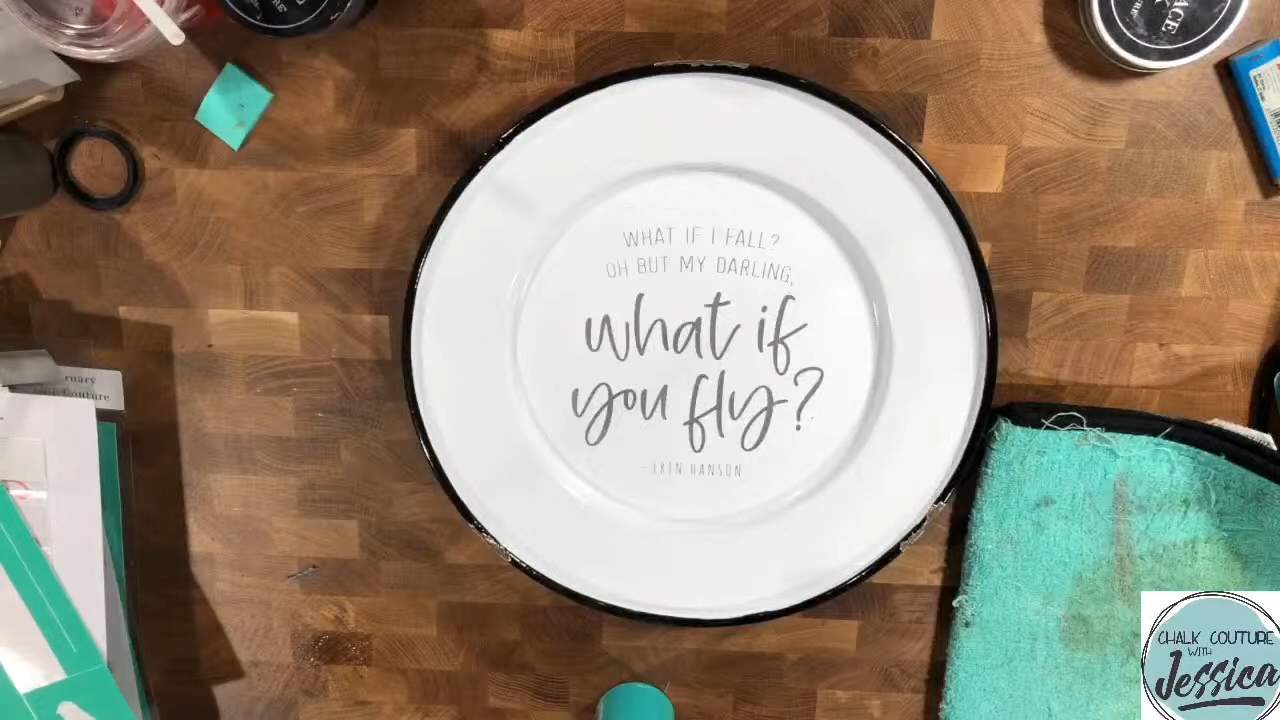 WHAT IF I FALL?
OH BUT MY DARLING,
what if
you fly?
-ERIN HANSON
CHALK COUTURE
WITH
Jessica